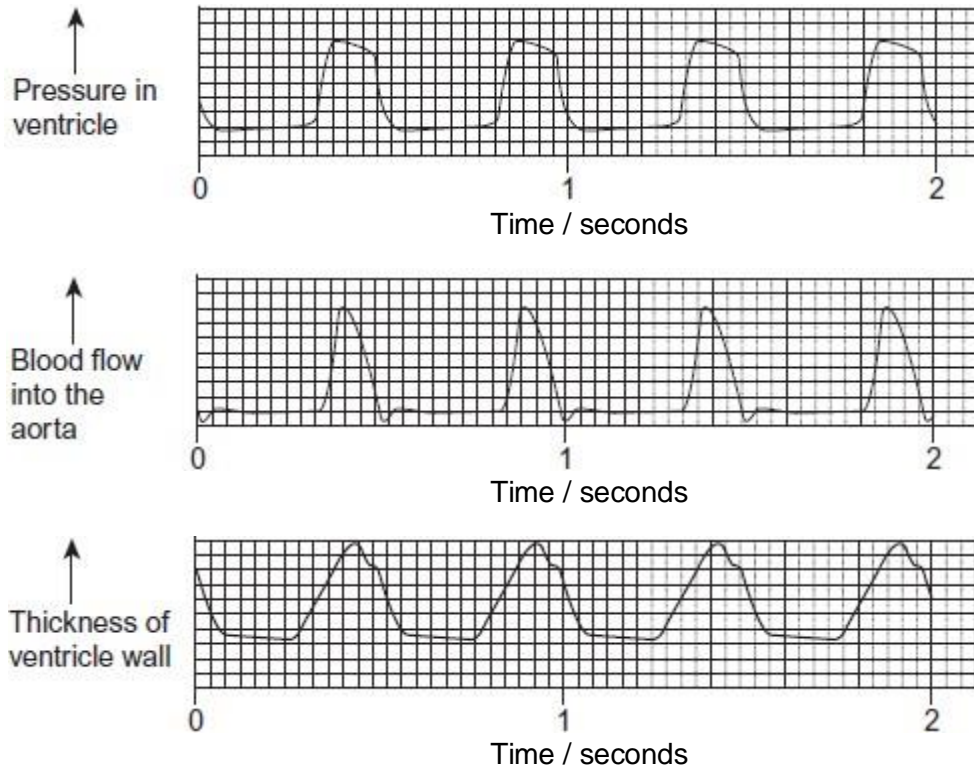 Pressure in
ventricle
0 1 2
Time / seconds
Blood flow
into the
aorta
0 1 2
Time / seconds
Thickness of
ventricle wall
0 1 2
Time / seconds